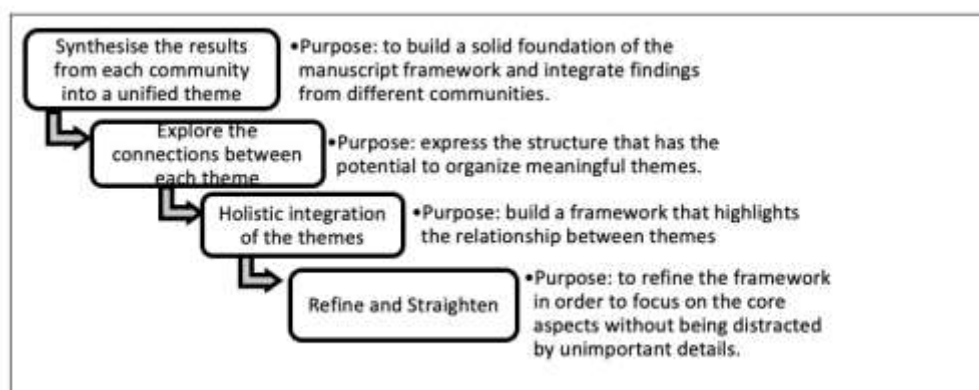 Synthesise the results
from each community
into a unified theme
•Purpose: to build a solid foundation of the
manuscript framework and integrate findings
from different communities.
Explore the
connections between
each theme
•Purpose: express the structure that has the
potential to organize meaningful themes.
Holistic integration
of the themes
•Purpose: build a framework that highlights
the relationship between themes
Refine and Straighten
•Purpose: to refine the framework
in order to focus on the core
aspects without being distracted
by unimportant details.